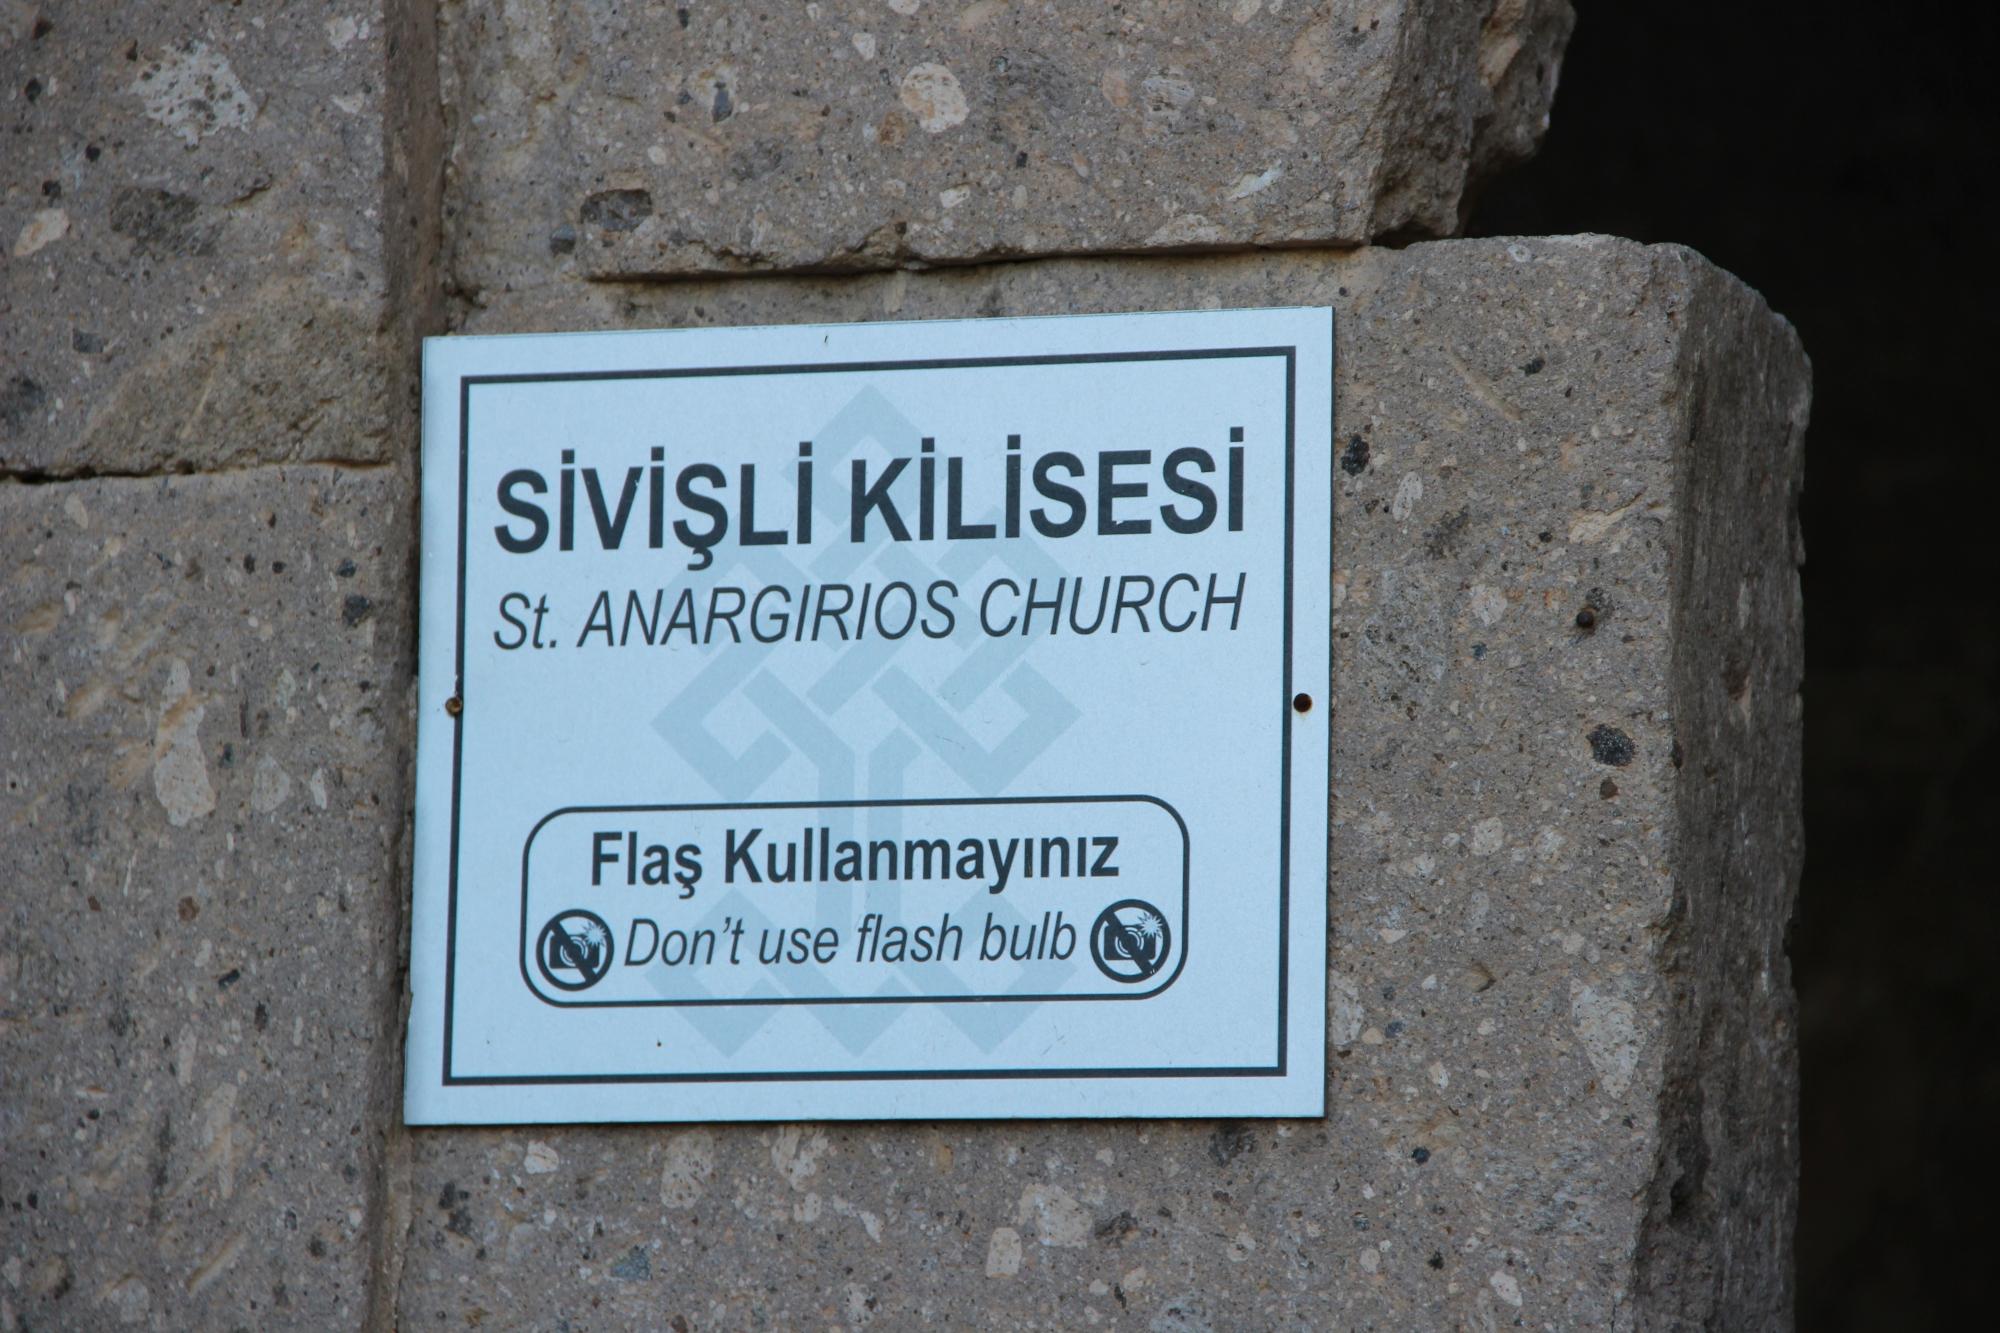 SİVİŞLİ KİLİSESİ
St. ANARGIRIOS CHURCH
Flaş Kullanmayınız
Don't use flash bulb